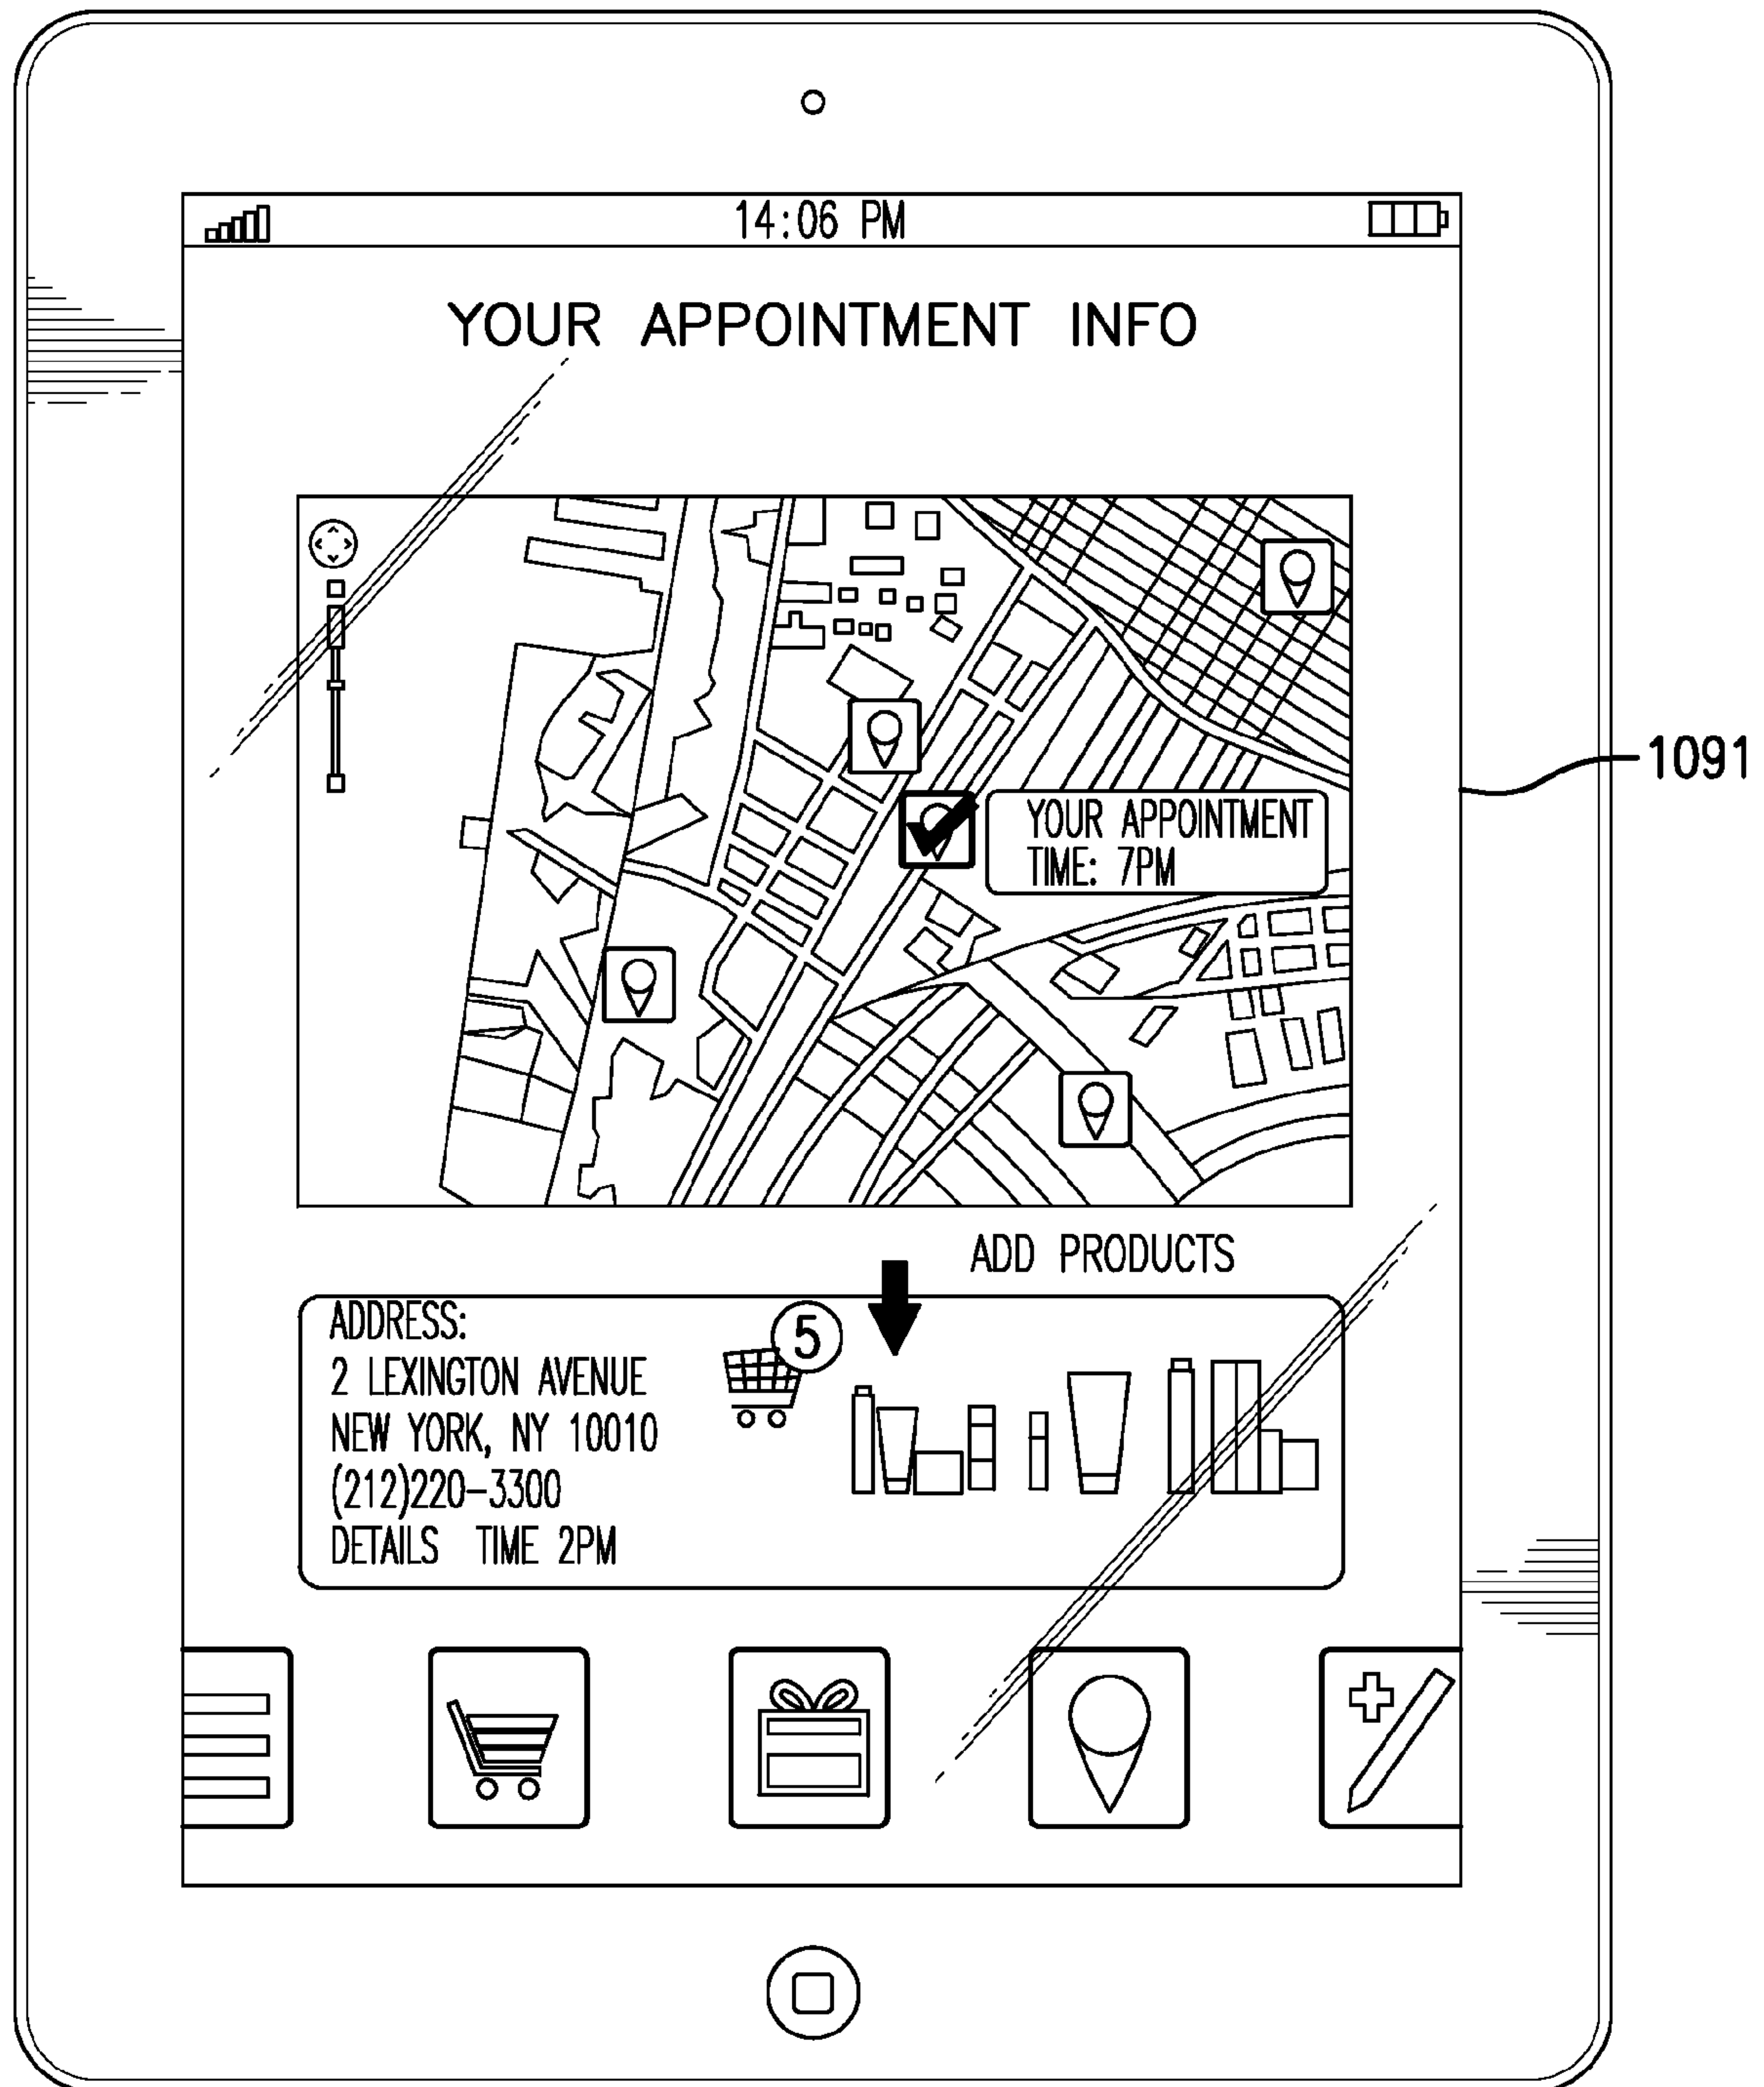 14:06 PM
YOUR APPOINTMENT INFO
YOUR APPOINTMENT
TIME: 7PM
1091
ADD PRODUCTS
5
ADDRESS:
2 LEXINGTON AVENUE
NEW YORK, NY 10010
(212)220-3300
DETAILS TIME 2PM